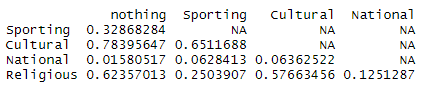 nothing Sporting Cultural National
Sporting 0.32868284 NA NA NA
Cultural 0.78395647 0.6511688 NA NA
National 0.01580517 0.0628413 0.06362522 NA
Religious 0.62357013 0.2503907 0.57663456 0.1251287